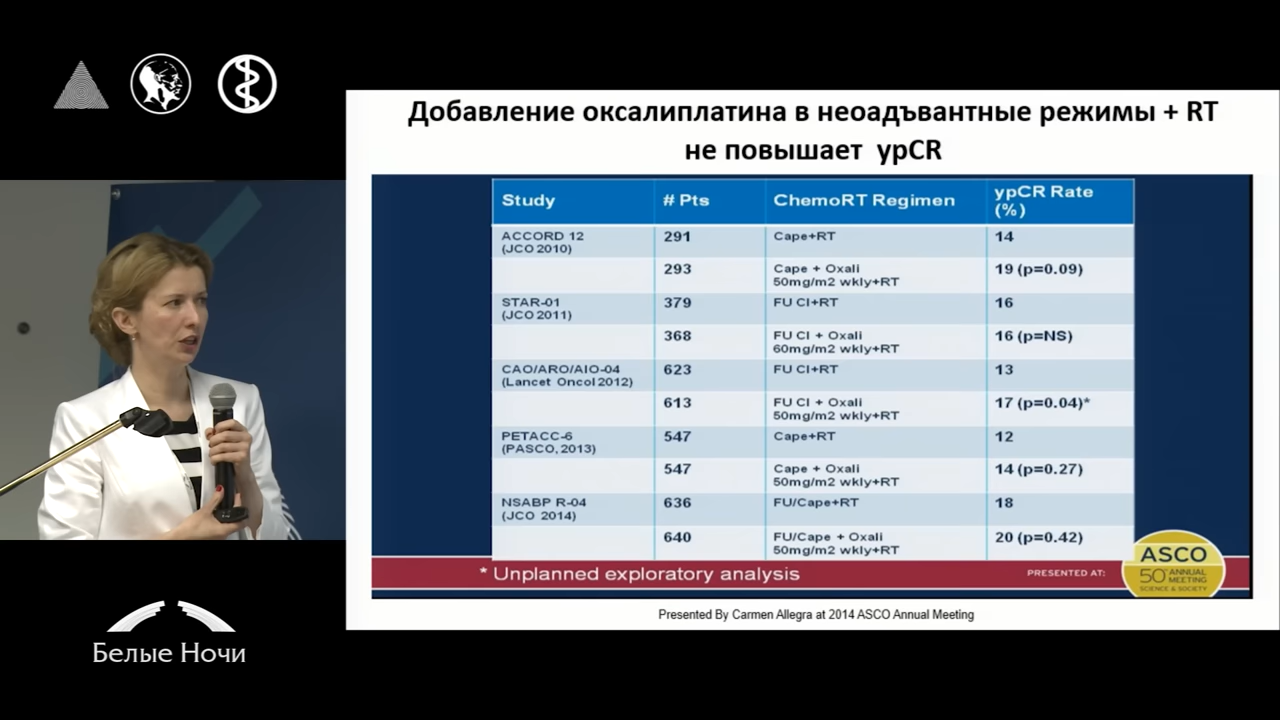 Добавление оксалиплатина в неоадъвантные режимы + RT
не повышает ypCR
Study # Pts ChemoRT Regimen ypCR Rate
(%)
ACCORD 12
(JCO 2010)
291 Cape+RT 14
293 Cape + Oxali
50mg/m2 wkly+RT
19 (p=0.09)
STAR-01
(JCO 2011)
379 FU CI+RT 16
368 FU CI + Oxali
60mg/m2 wkly+RT
16 (p=NS)
CAO/ARO/AIO-04
(Lancet Oncol 2012)
623 FU CI+RT 13
613 FU CI + Oxali
50mg/m2 wkly+RT
17 (p=0.04)*
PETACC-6
(PASCO, 2013)
547 Cape+RT 12
547 Cape + Oxali
50mg/m2 wkly+RT
14 (p=0.27)
NSABP R-04
(JCO 2014)
636 FU/Cape+RT 18
640 FU/Cape + Oxali
50mg/m2 wkly+RT
20 (p=0.42)
* Unplanned exploratory analysis
PRESENTED AT:
ASCO
50 ANNUAL
MEETING
SCIENCE & SOCIETY
Presented By Carmen Allegra at 2014 ASCO Annual Meeting
Белые Ночи